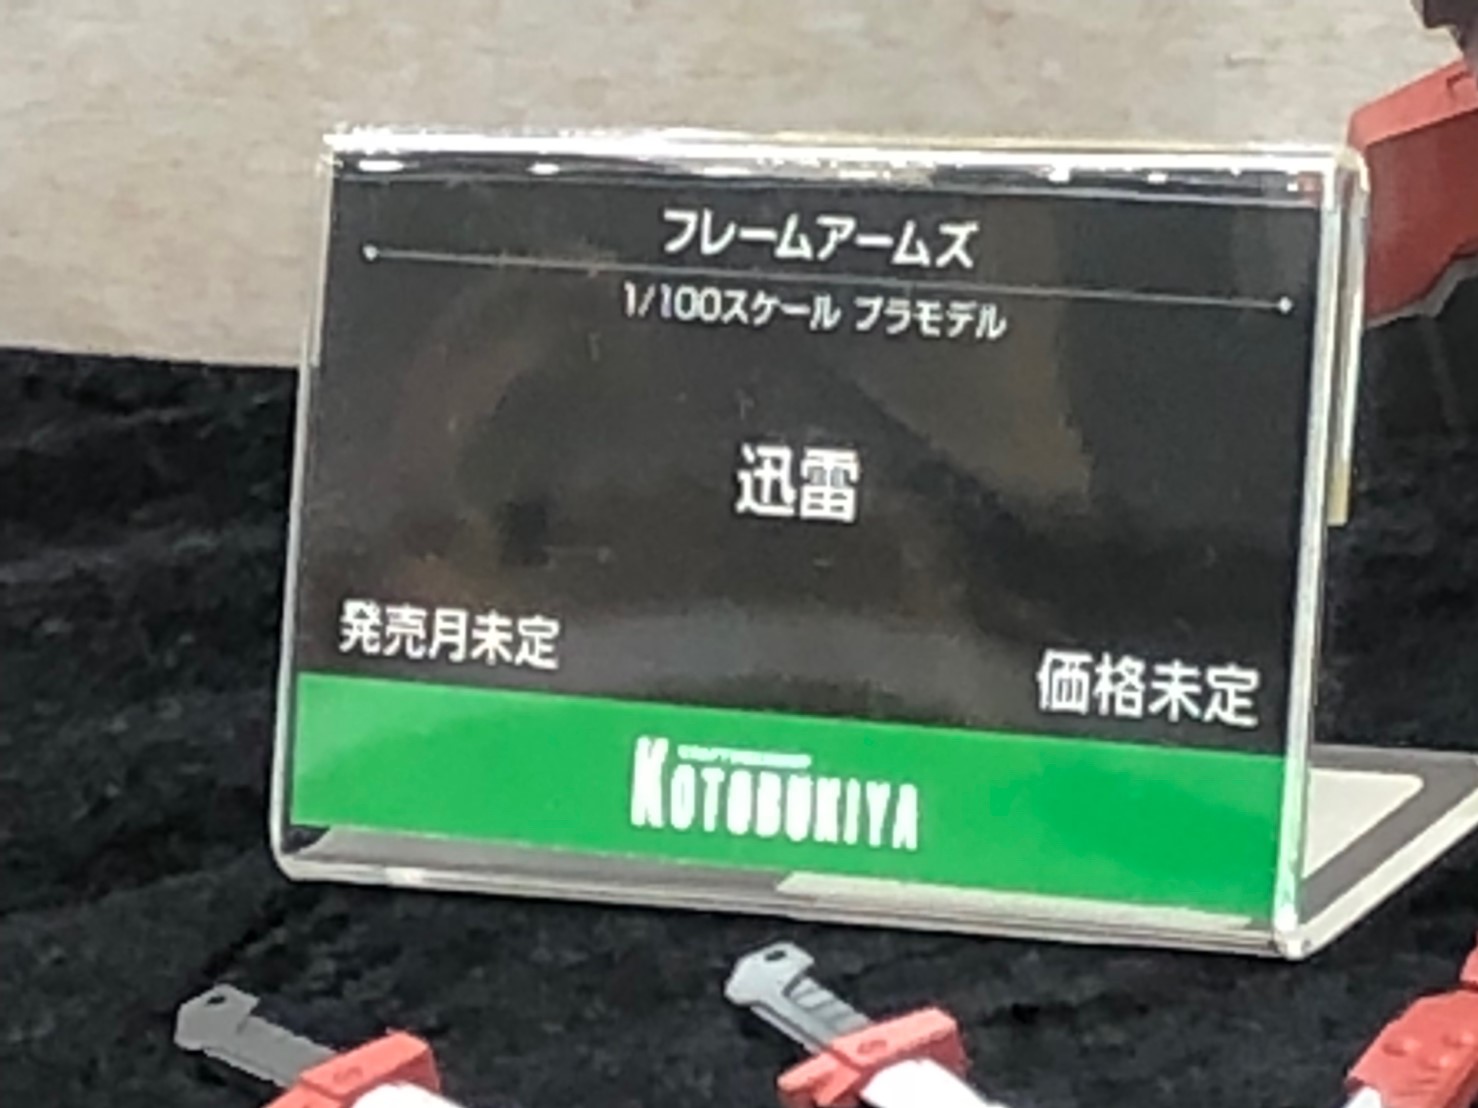 フレームアームズ
1/100スケール プラモデル
迅雷
発売月未定
価格未定
KOTOBUKIYA